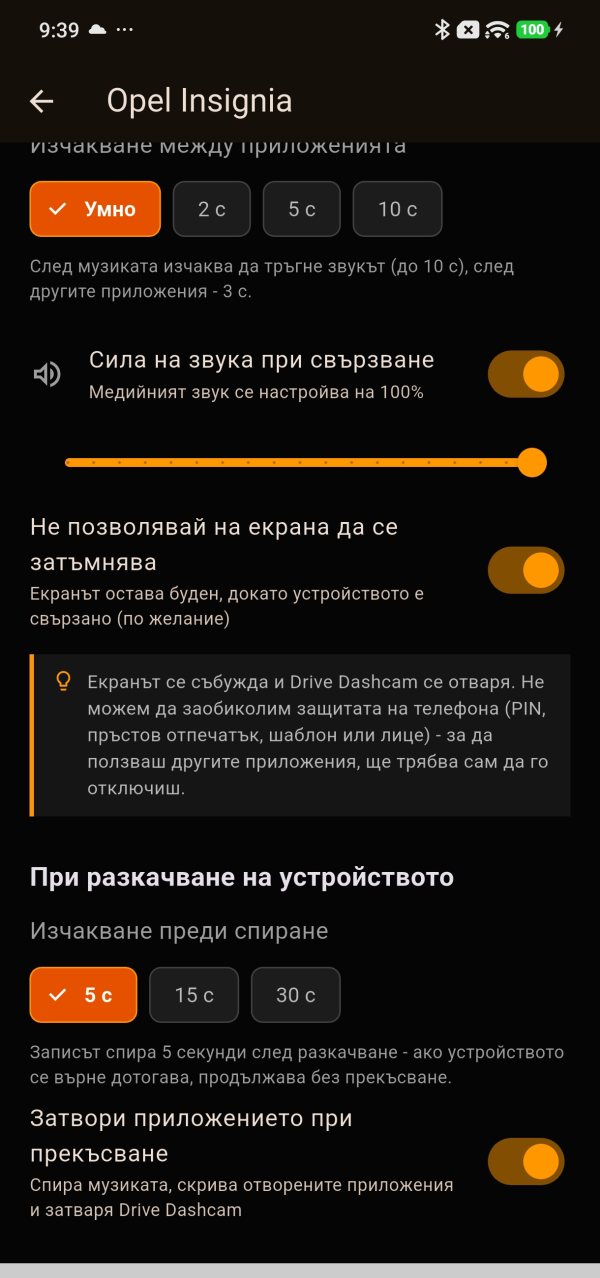 9:39
100
Opel Insignia
Изчакване между приложенията
Умно
2 с
5 с
10 с
След музиката изчаква да тръгне звукът (до 10 с), след
другите приложения - 3 с.
Сила на звука при свързване
Медийният звук се настройва на 100%
Не позволявай на екрана да се
затъмнява
Екранът остава буден, докато устройството е
свързано (по желание)
Екранът се събужда и Drive Dashcam се отваря. Не
можем да заобиколим защитата на телефона (PIN,
пръстов отпечатък, шаблон или лице) - за да
ползваш другите приложения, ще трябва сам да го
отключиш.
При разкачване на устройството
Изчакване преди спиране
5 с
15 с
30 с
Записът спира 5 секунди след разкачване - ако устройството
се върне дотогава, продължава без прекъсване.
Затвори приложението при
прекъсване
Спира музиката, скрива отворените приложения
и затваря Drive Dashcam